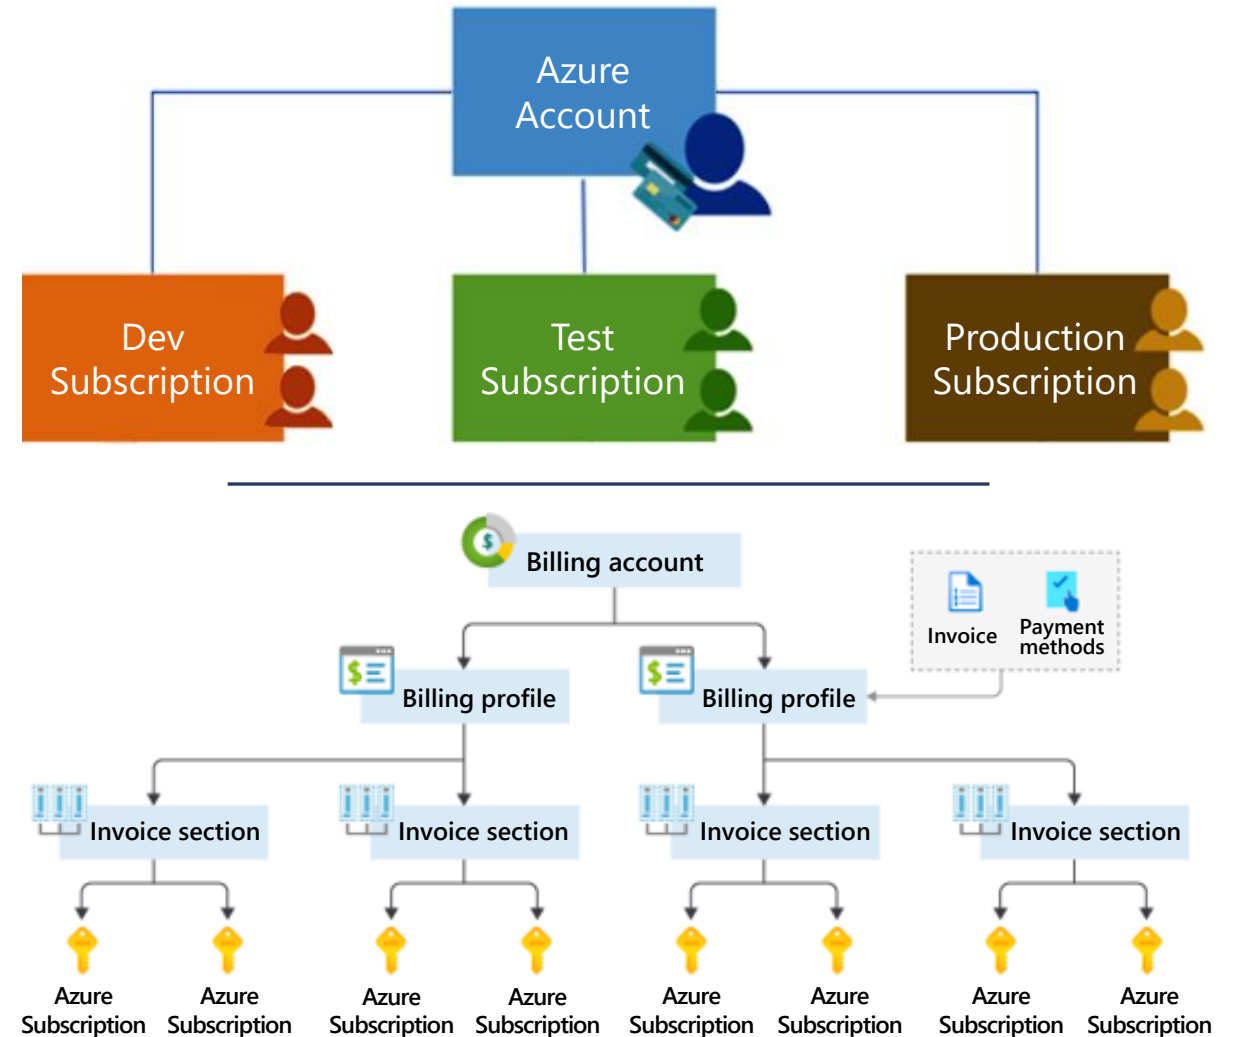 Azure
Account
Dev
Subscription
Test
Subscription
Production
Subscription
$
Billing account
Invoice
Payment
methods
$
Billing profile
$
Billing profile
Invoice section
Invoice section
Invoice section
Invoice section
Azure
Subscription
Azure
Subscription
Azure
Subscription
Azure
Subscription
Azure
Subscription
Azure
Subscription
Azure
Subscription
Azure
Subscription